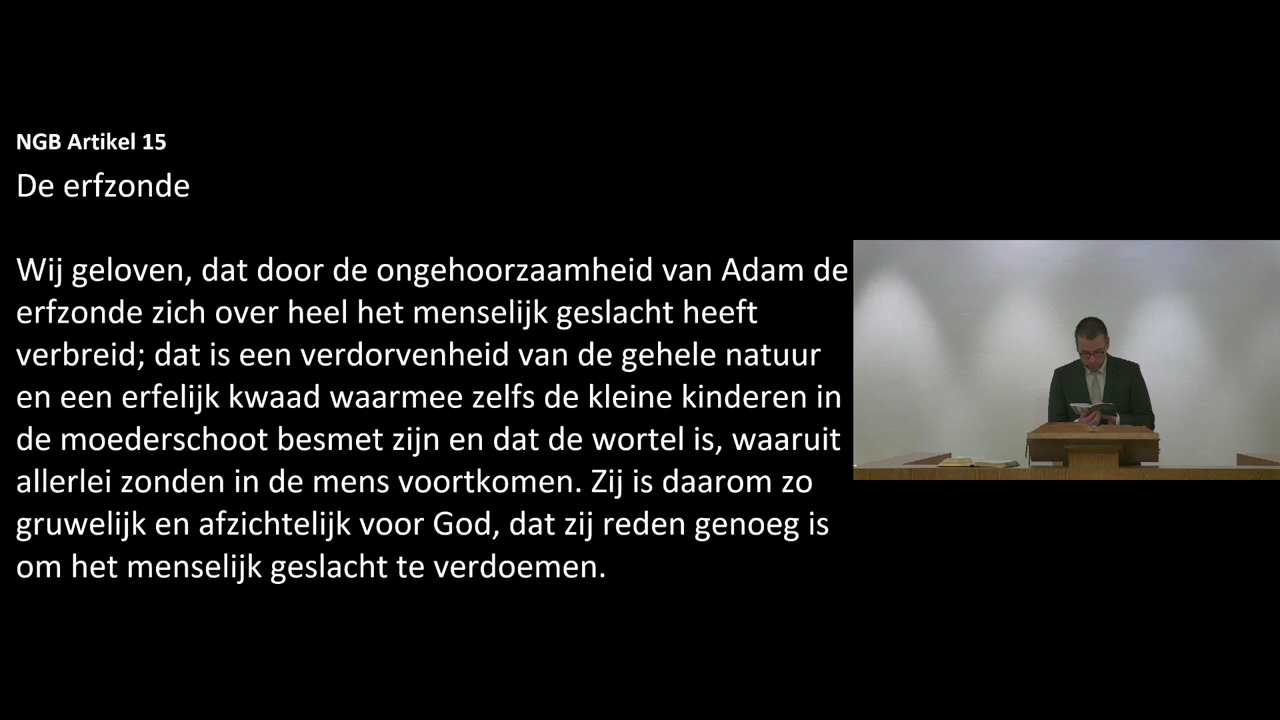 NGB Artikel 15
De erfzonde
Wij geloven, dat door de ongehoorzaamheid van Adam de
erfzonde zich over heel het menselijk geslacht heeft
verbreid; dat is een verdorvenheid van de gehele natuur
en een erfelijk kwaad waarmee zelfs de kleine kinderen in
de moederschoot besmet zijn en dat de wortel is, waaruit
allerlei zonden in de mens voortkomen. Zij is daarom zo
gruwelijk en afzichtelijk voor God, dat zij reden genoeg is
om het menselijk geslacht te verdoemen.